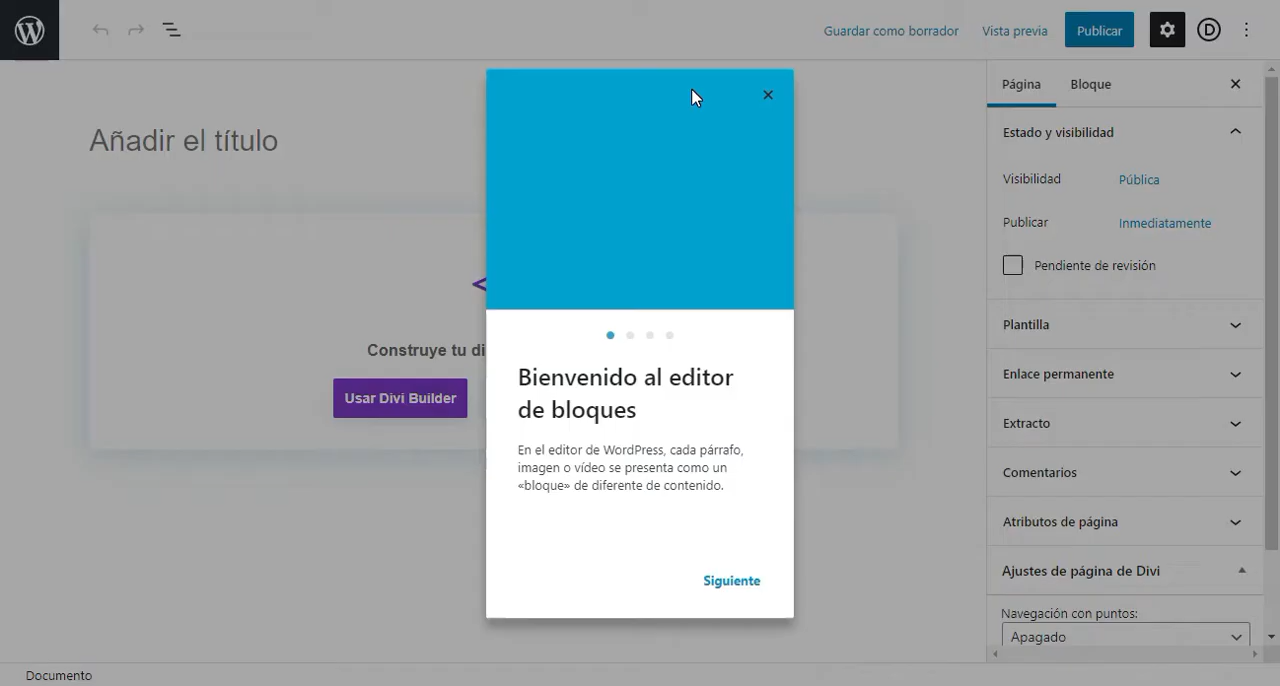 Guardar como borrador
Vista previa
Publicar
Añadir el título
Construye tu di
Usar Divi Builder
Bienvenido al editor
de bloques
En el editor de WordPress, cada párrafo,
imagen o vídeo se presenta como un
«bloque» de diferente de contenido.
Siguiente
Página
Bloque
Estado y visibilidad
Visibilidad
Pública
Publicar
Inmediatamente
Pendiente de revisión
Plantilla
Enlace permanente
Extracto
Comentarios
Atributos de página
Ajustes de página de Divi
Navegación con puntos:
Apagado
Documento